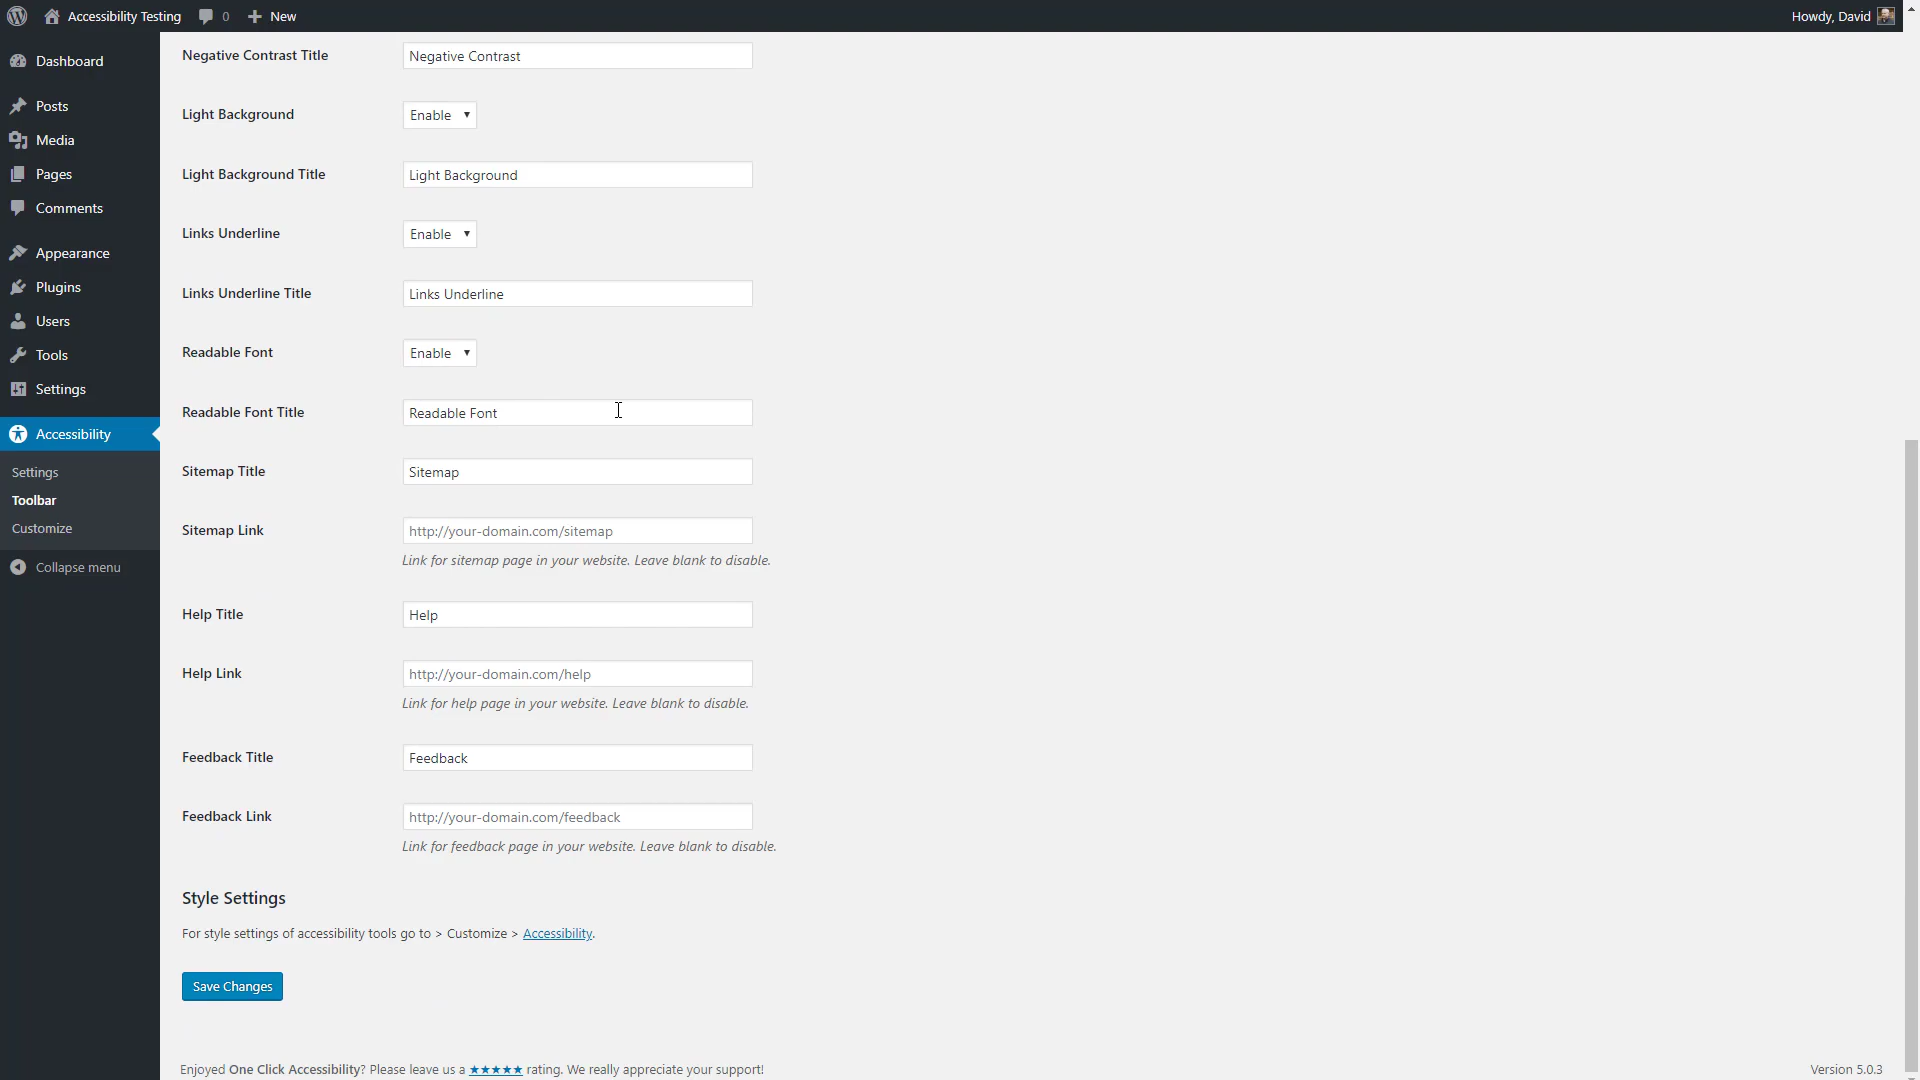 Accessibility Testing 0 New Howdy, David
Dashboard
Posts
Media
Pages
Comments
Appearance
Plugins
Users
Tools
Settings
Accessibility
Settings
Toolbar
Customize
Collapse menu
Negative Contrast Title Negative Contrast
Light Background Enable
Light Background Title Light Background
Links Underline Enable
Links Underline Title Links Underline
Readable Font Enable
Readable Font Title Readable Font
Sitemap Title Sitemap
Sitemap Link http://your-domain.com/sitemap
Link for sitemap page in your website. Leave blank to disable.
Help Title Help
Help Link http://your-domain.com/help
Link for help page in your website. Leave blank to disable.
Feedback Title Feedback
Feedback Link http://your-domain.com/feedback
Link for feedback page in your website. Leave blank to disable.
Style Settings
For style settings of accessibility tools go to > Customize > Accessibility.
Save Changes
Enjoyed One Click Accessibility? Please leave us a ★★★★★ rating. We really appreciate your support! Version 5.0.3